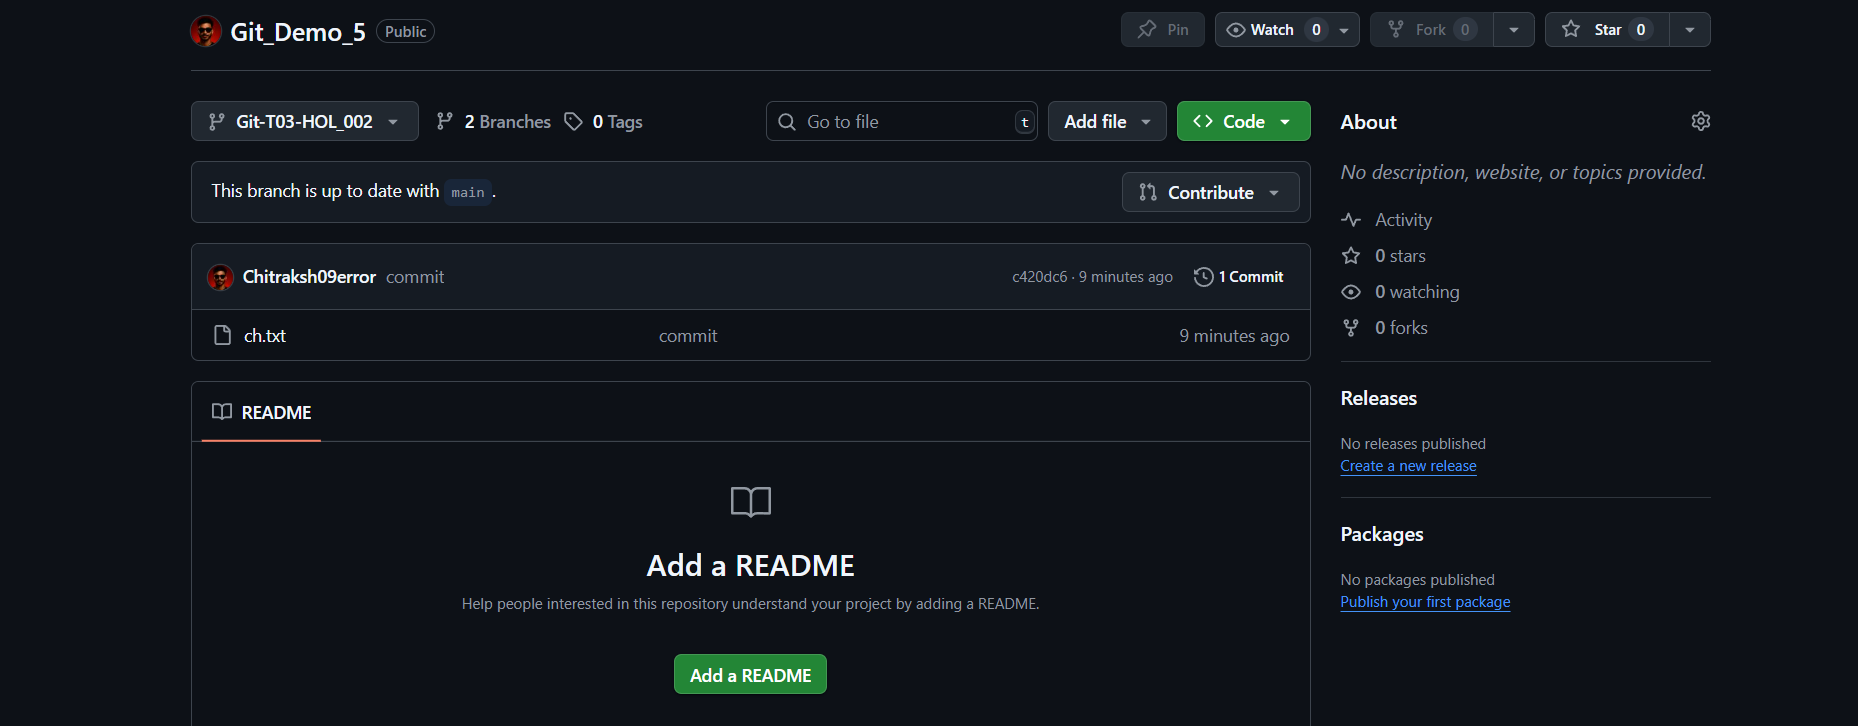 Git_Demo_5 Public
Pin
Watch 0
Fork 0
Star 0
Git-T03-HOL_002
2 Branches
0 Tags
Go to file t
Add file
Code
This branch is up to date with main.
Contribute
Chitraksh09error commit
c420dc6 · 9 minutes ago
1 Commit
ch.txt commit 9 minutes ago
README
Add a README
Help people interested in this repository understand your project by adding a README.
Add a README
About
No description, website, or topics provided.
Activity
0 stars
0 watching
0 forks
Releases
No releases published
Create a new release
Packages
No packages published
Publish your first package